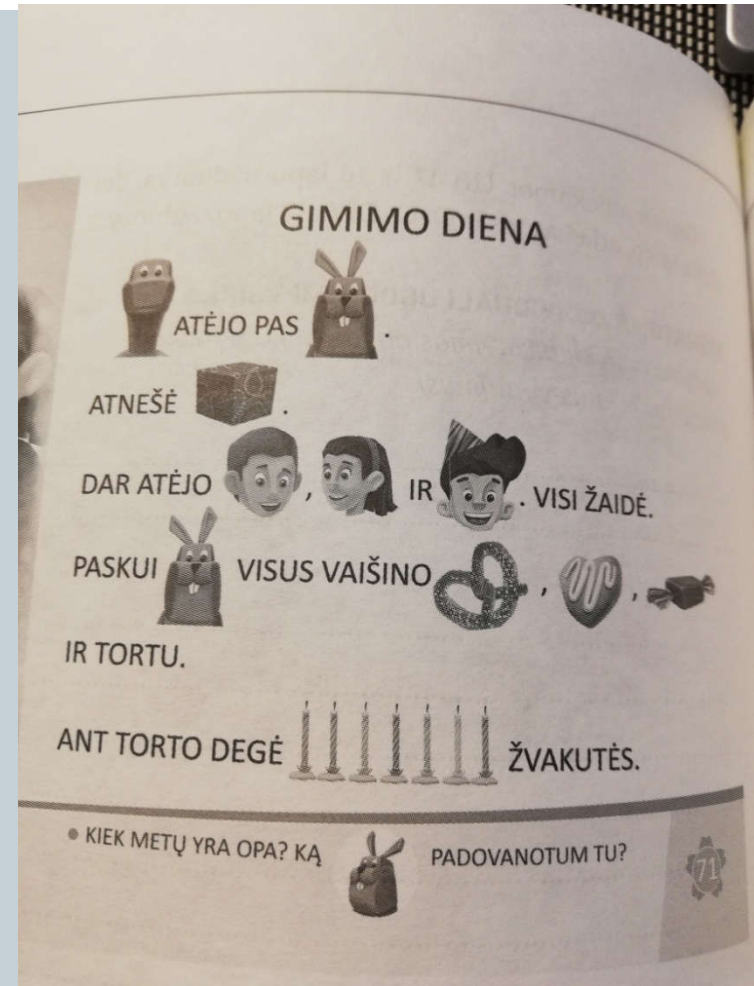 GIMIMO DIENA
ATĖJO PAS .
ATNEŠĖ .
DAR ATĖJO , IR . VISI ŽAIDĖ.
PASKUI VISUS VAIŠINO , ,
IR TORTU.
ANT TORTO DEGĖ ŽVAKUTĖS.
• KIEK METŲ YRA OPA? KĄ PADOVANOTUM TU?
71